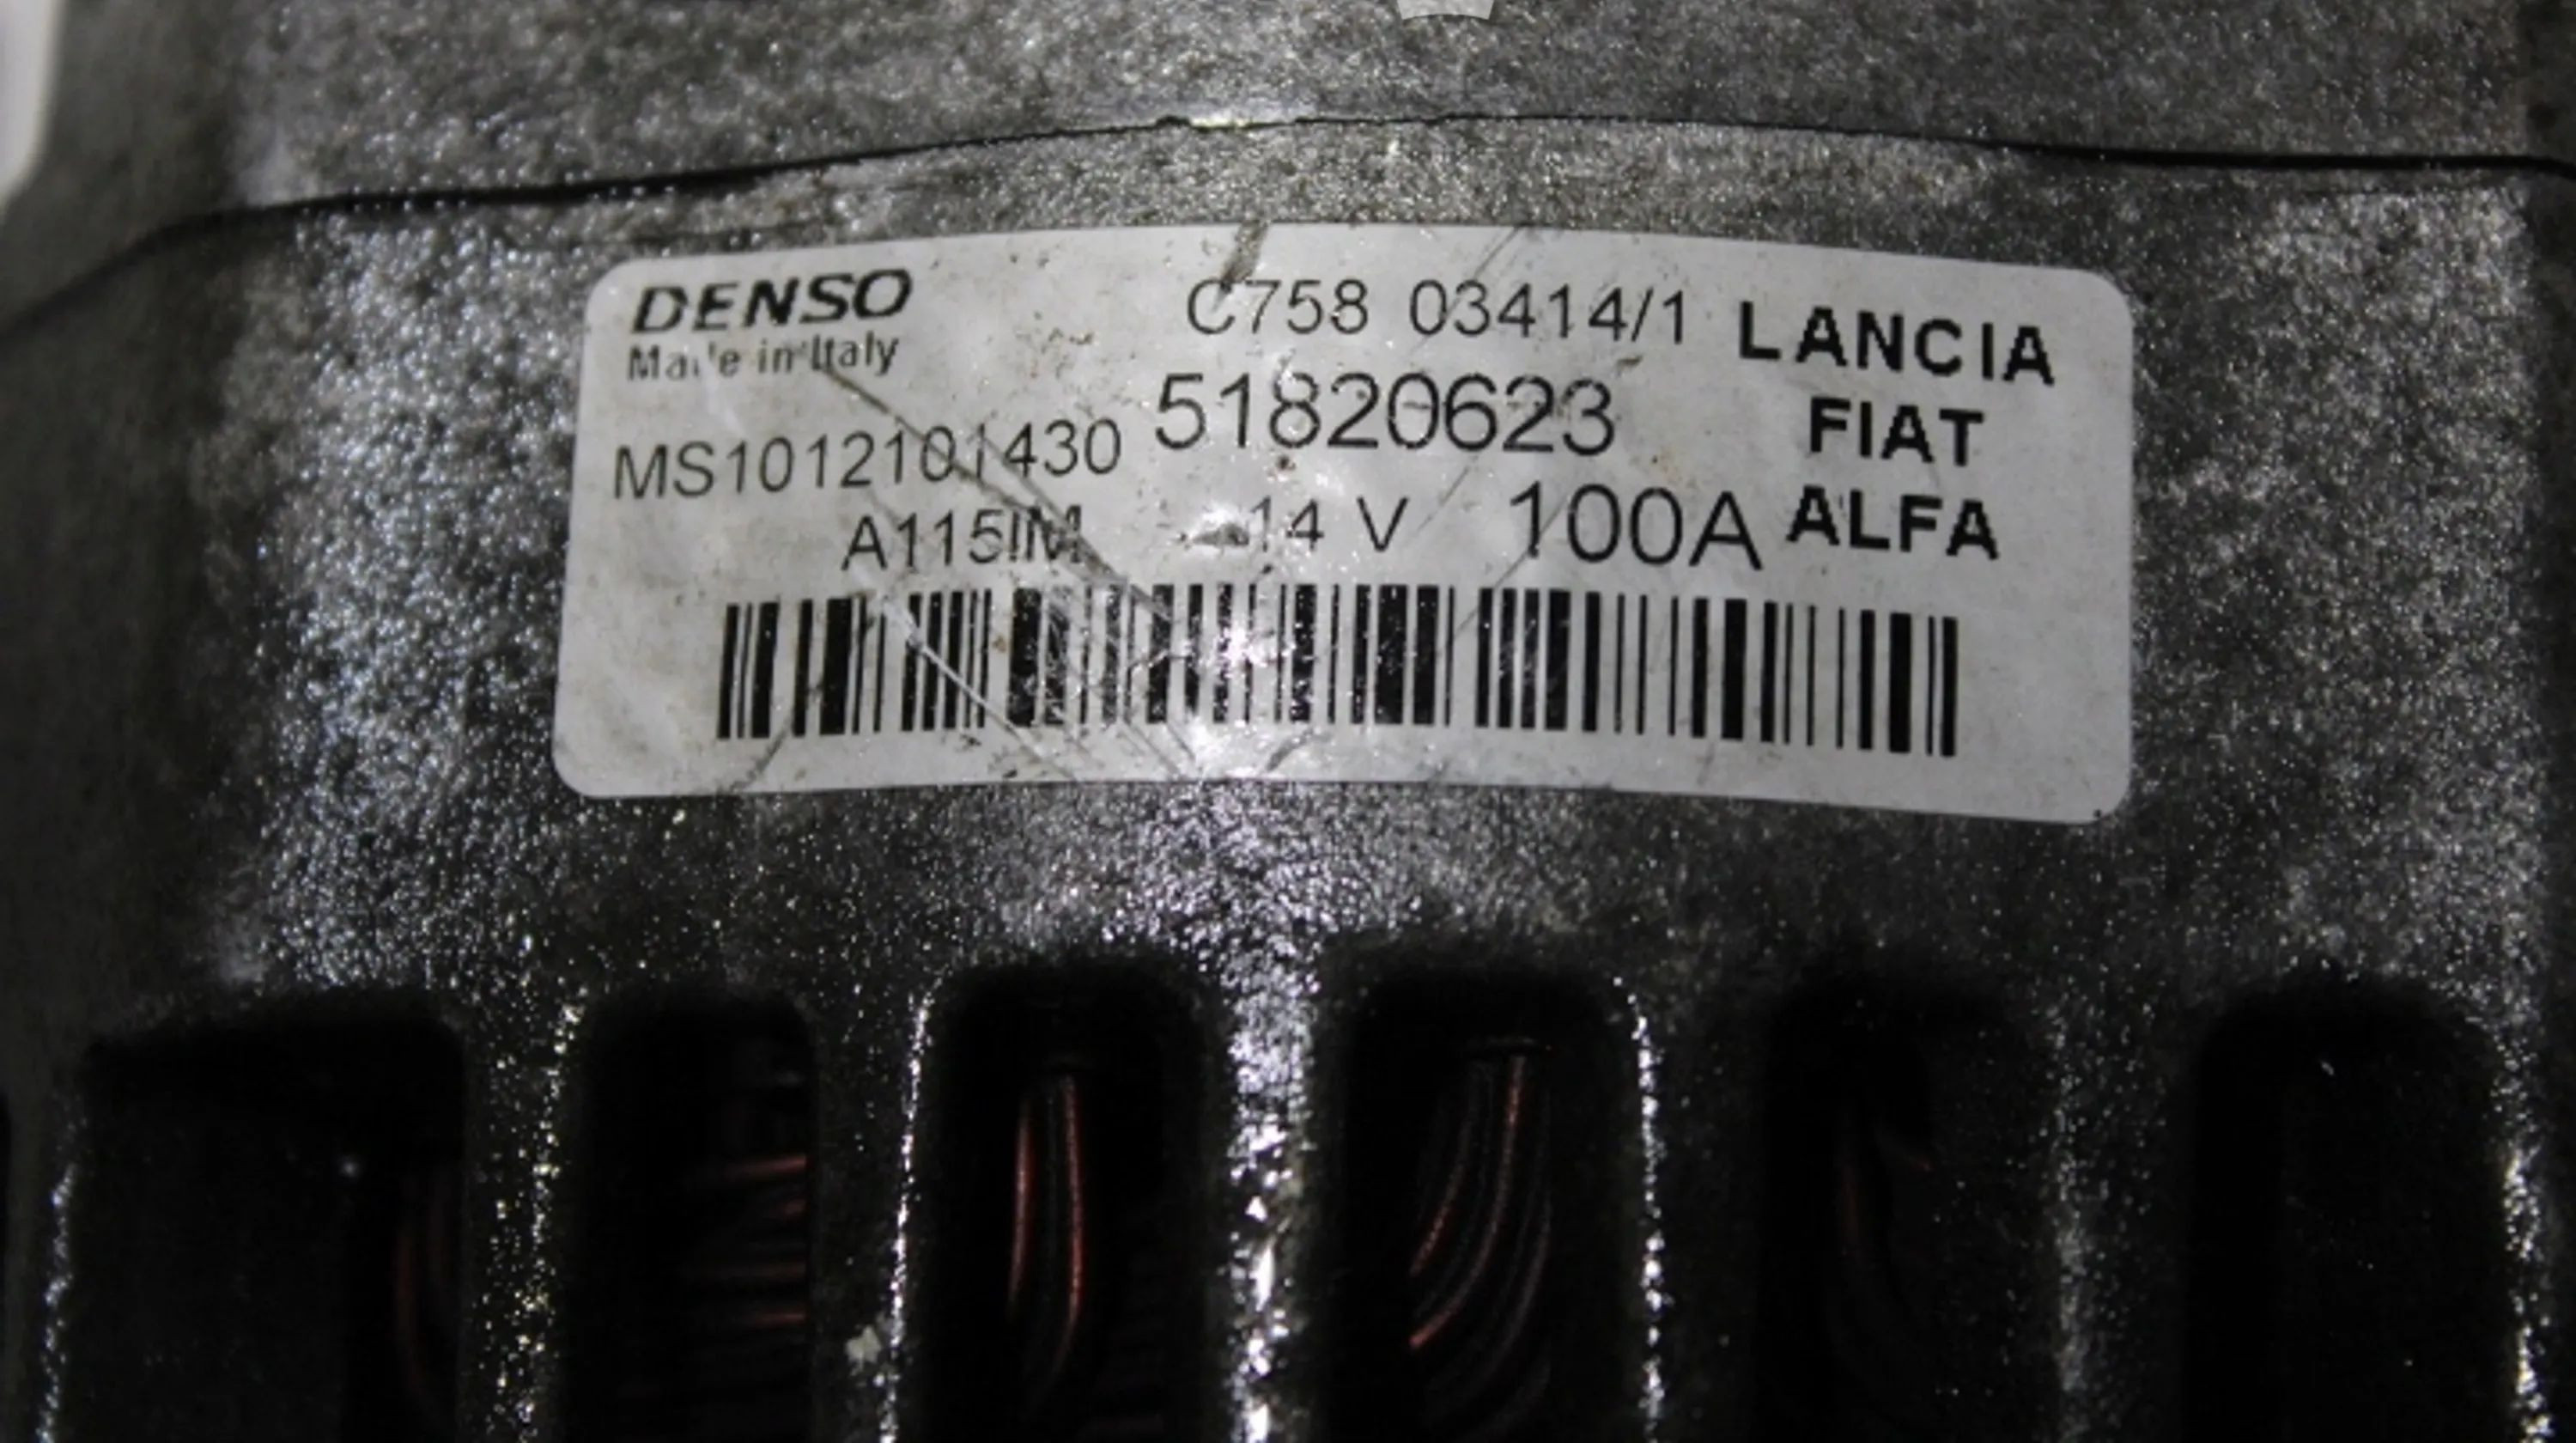 DENSO
Made in Italy
C758 03414/1
51820623
MS1012101430
A115IM 14 V 100A
LANCIA
FIAT
ALFA